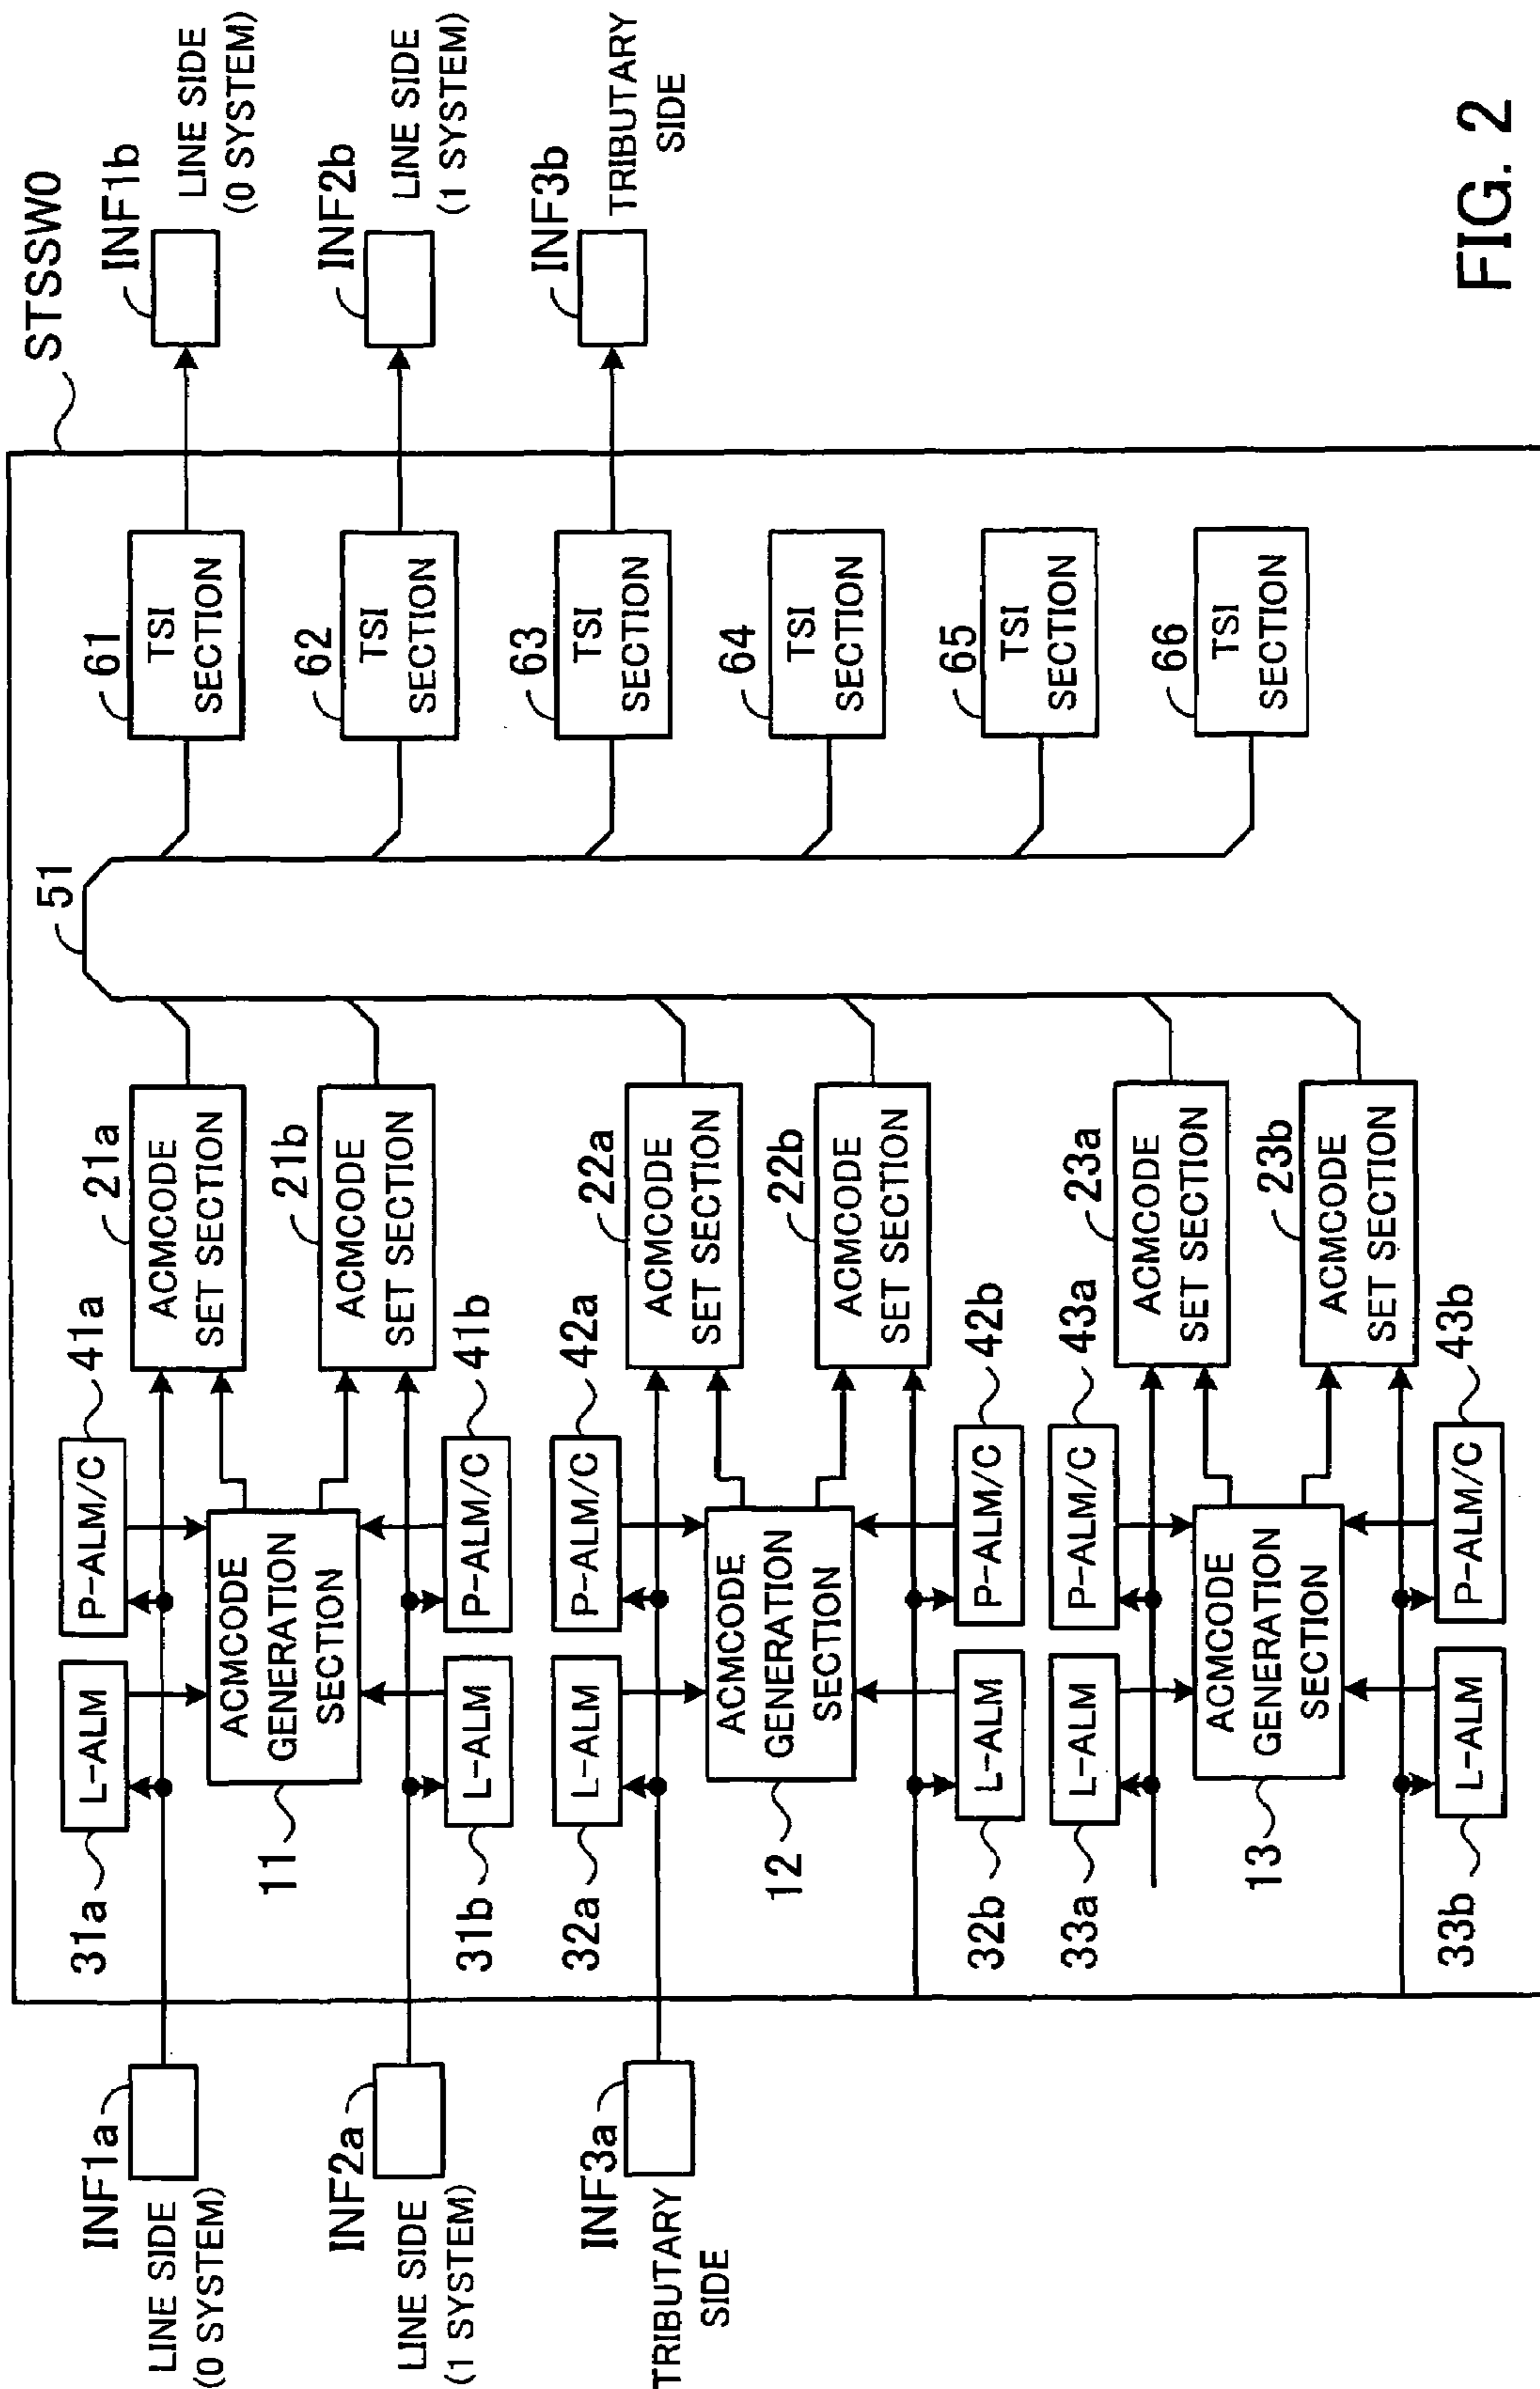 STSSW0
INF1a
LINE SIDE
(0 SYSTEM)
INF2a
LINE SIDE
(1 SYSTEM)
INF3a
TRIBUTARY
SIDE
31a
L-ALM
P-ALM/C
41a
11
ACMCODE
GENERATION
SECTION
31b
L-ALM
P-ALM/C
41b
21a
ACMCODE
SET SECTION
21b
ACMCODE
SET SECTION
32a
L-ALM
P-ALM/C
42a
12
ACMCODE
GENERATION
SECTION
32b
L-ALM
P-ALM/C
42b
22a
ACMCODE
SET SECTION
22b
ACMCODE
SET SECTION
33a
L-ALM
P-ALM/C
43a
13
ACMCODE
GENERATION
SECTION
33b
L-ALM
P-ALM/C
43b
23a
ACMCODE
SET SECTION
23b
ACMCODE
SET SECTION
51
61
TSI
SECTION
62
TSI
SECTION
63
TSI
SECTION
64
TSI
SECTION
65
TSI
SECTION
66
TSI
SECTION
INF1b
LINE SIDE
(0 SYSTEM)
INF2b
LINE SIDE
(1 SYSTEM)
INF3b
TRIBUTARY
SIDE
FIG. 2